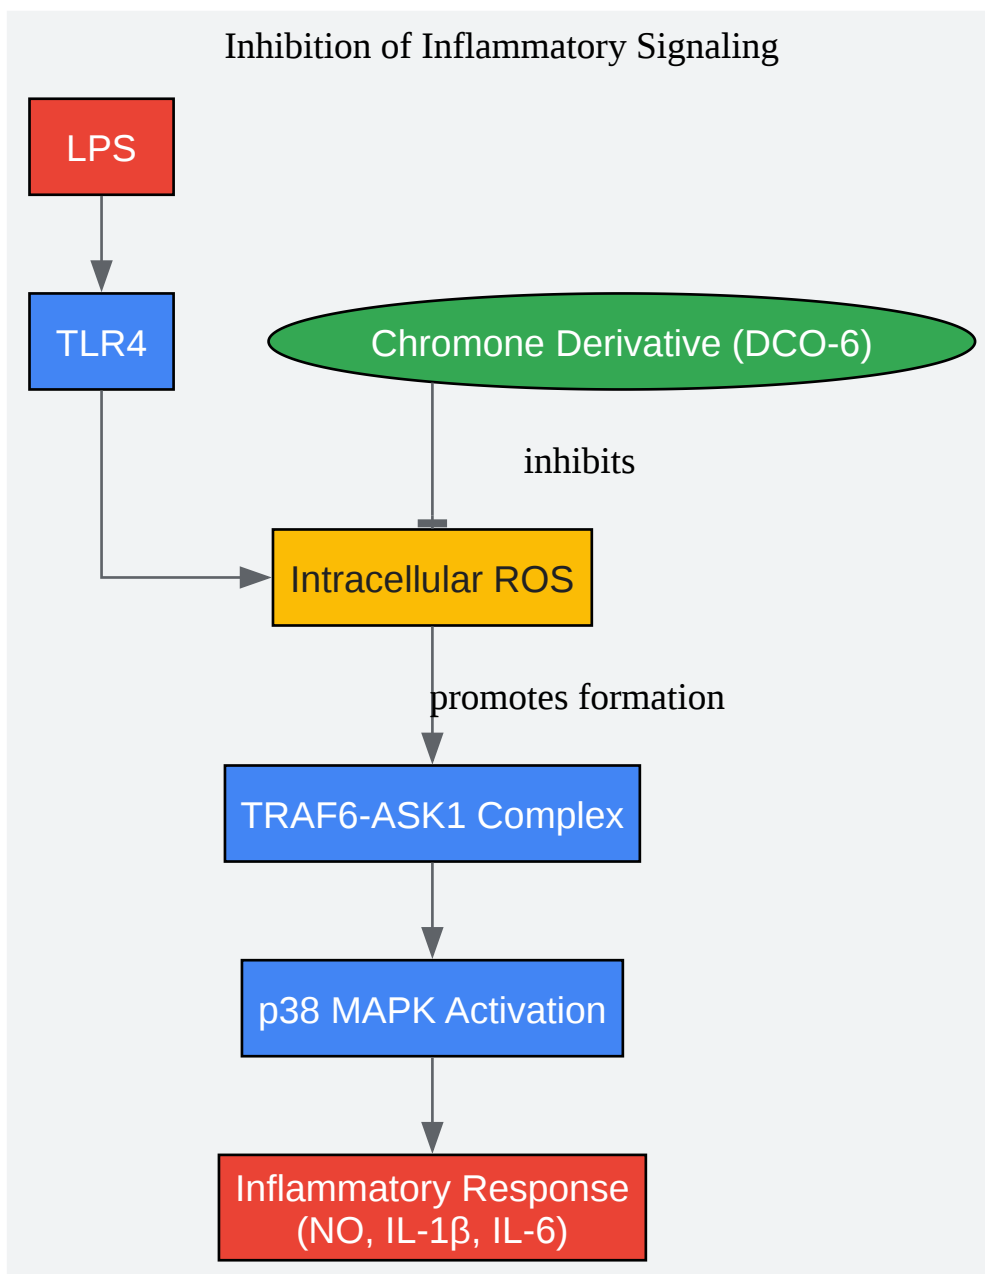 Inhibition of Inflammatory Signaling
LPS
TLR4
Chromone Derivative (DCO-6)
inhibits
Intracellular ROS
promotes formation
TRAF6-ASK1 Complex
p38 MAPK Activation
Inflammatory Response
(NO, IL-1β, IL-6)